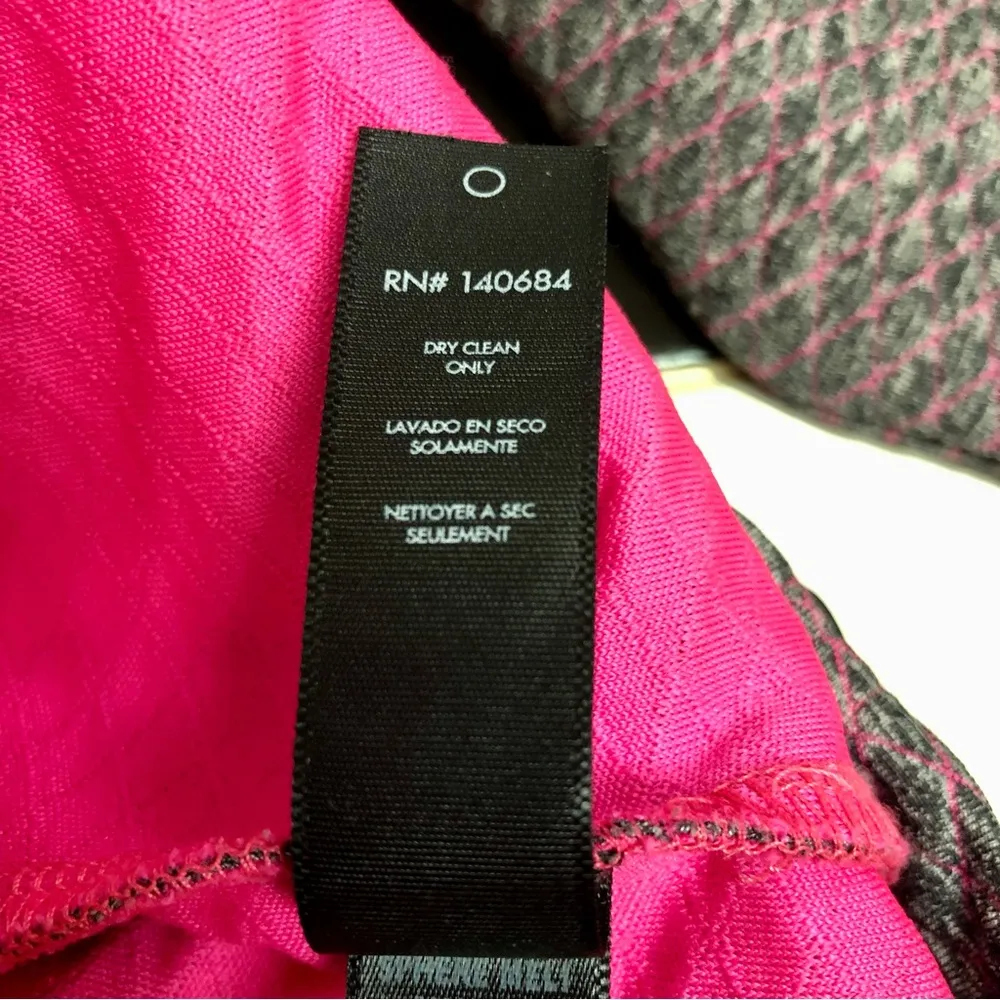 O
RN# 140684
DRY CLEAN
ONLY
LAVADO EN SECO
SOLAMENTE
NETTOYER A SEC
SEULEMENT